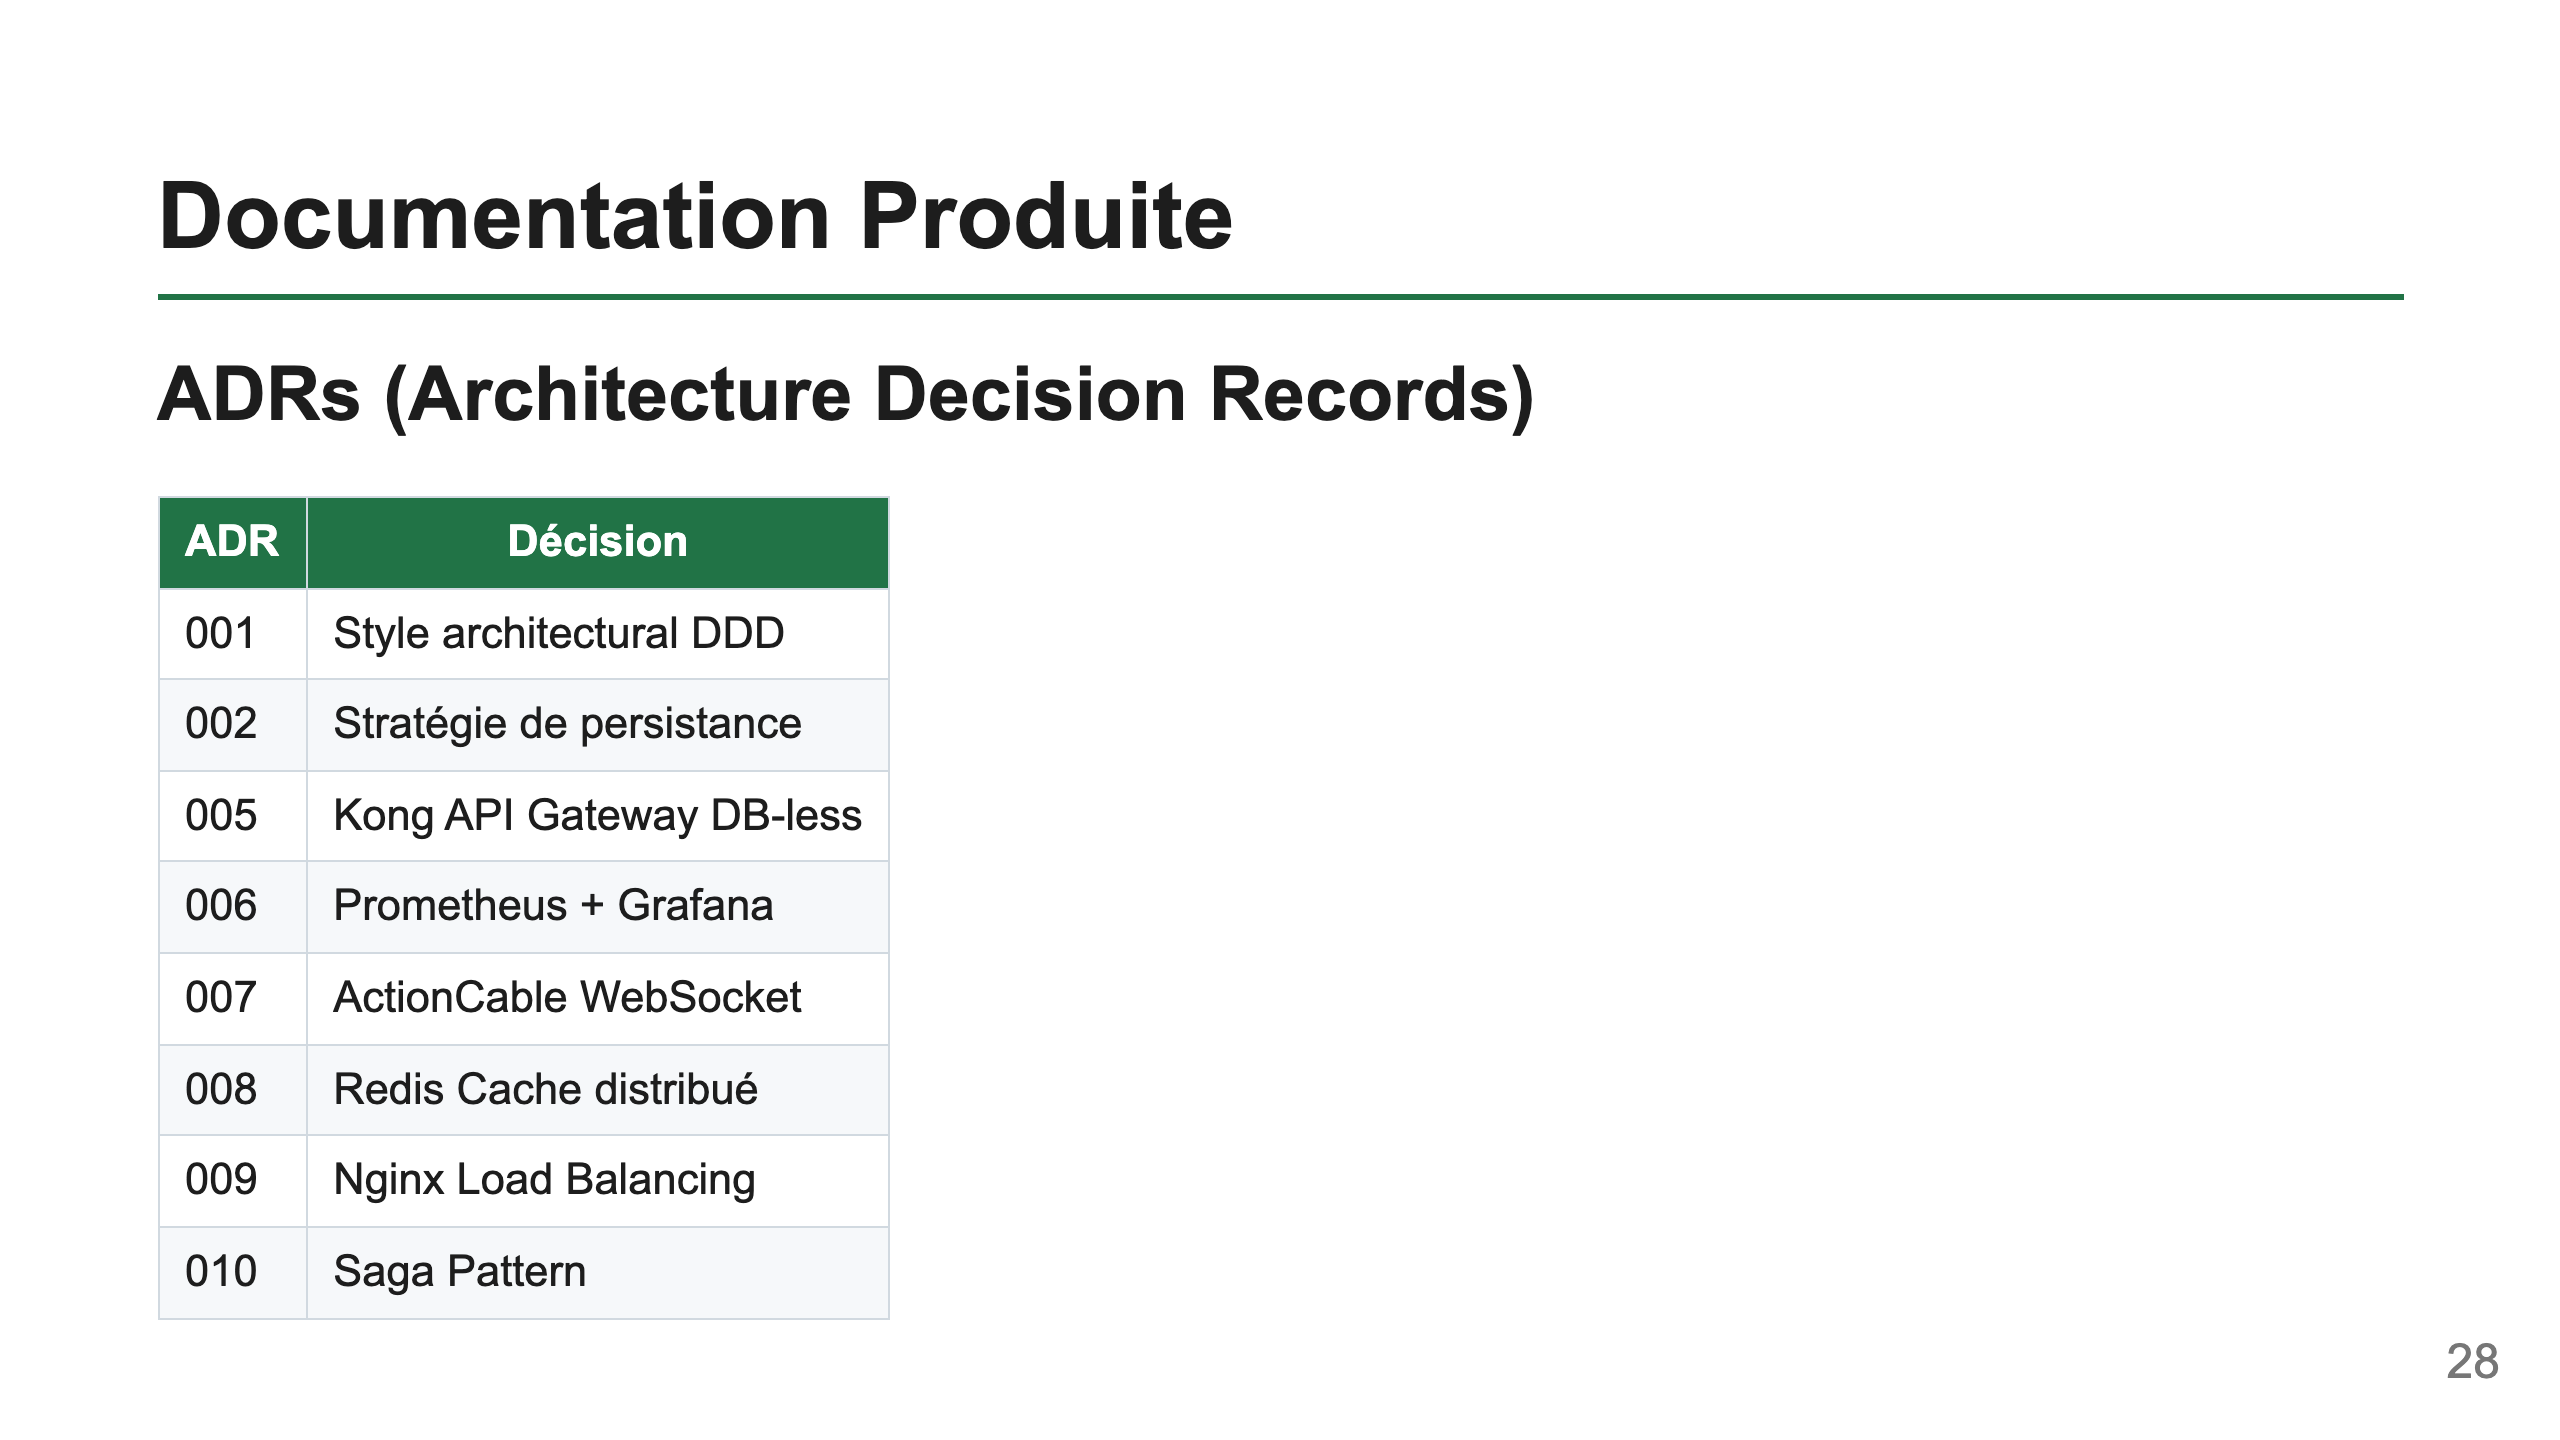 Documentation Produite
ADRs (Architecture Decision Records)
ADR Décision
001 Style architectural DDD
002 Stratégie de persistance
005 Kong API Gateway DB-less
006 Prometheus + Grafana
007 ActionCable WebSocket
008 Redis Cache distribué
009 Nginx Load Balancing
010 Saga Pattern
28